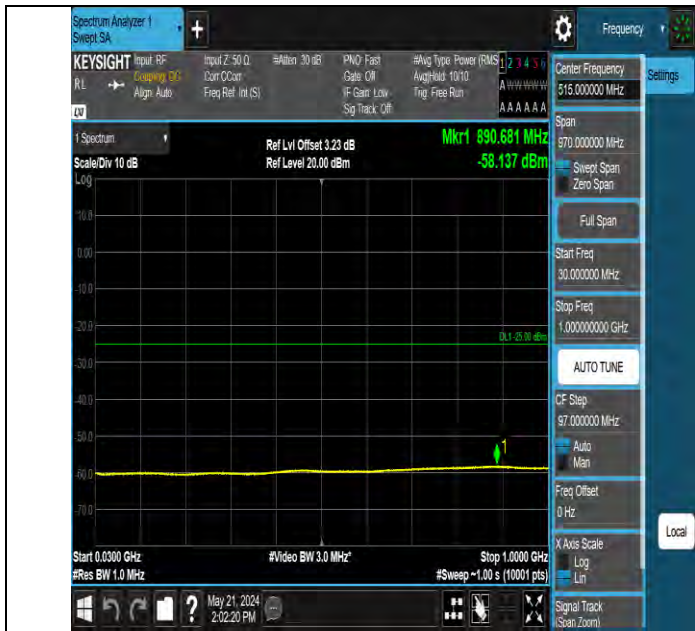 Spectrum Analyzer 1
Swept SA
+
Frequency
KEYSIGHT
RL
Input: RF
Coupling: DC
Align: Auto
Input Z: 50 Ω
Corr CCorr
Freq Ref: Int (S)
#Atten: 30 dB
PNO: Fast
Gate: Off
IF Gain: Low
Sig Track: Off
#Avg Type: Power (RMS
Avg|Hold: 10/10
Trig: Free Run
1 2 3 4 5 6
A W W W W W
A A A A A A
1 Spectrum
Scale/Div 10 dB
Ref Lvl Offset 3.23 dB
Ref Level 20.00 dBm
Mkr1 890.681 MHz
-58.137 dBm
Log
10.0
0.00
-10.0
-20.0
DL1 -25.00 dBm
-30.0
-40.0
-50.0
1
-60.0
-70.0
Start 0.0300 GHz
#Res BW 1.0 MHz
#Video BW 3.0 MHz*
Stop 1.0000 GHz
#Sweep ~1.00 s (10001 pts)
Center Frequency
515.000000 MHz
Settings
Span
970.000000 MHz
Swept Span
Zero Span
Full Span
Start Freq
30.000000 MHz
Stop Freq
1.000000000 GHz
AUTO TUNE
CF Step
97.000000 MHz
Auto
Man
Freq Offset
0 Hz
Local
X Axis Scale
Log
Lin
Signal Track
(Span Zoom)
?
May 21, 2024
2:02:20 PM